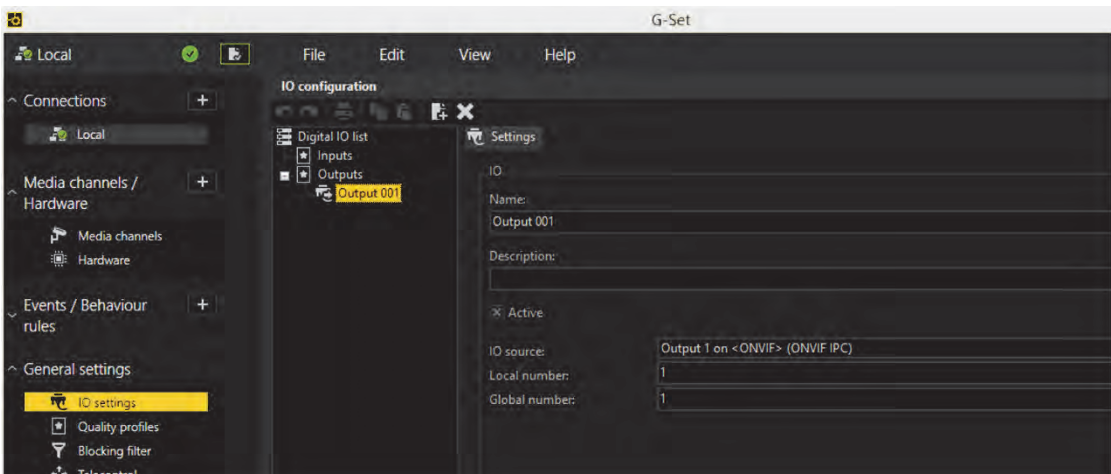 G-Set
Local
File Edit View Help
Connections
Local
Media channels /
Hardware
Media channels
Hardware
Events / Behaviour
rules
General settings
IO settings
Quality profiles
Blocking filter
Telecontrol
IO configuration
Digital IO list
Inputs
Outputs
Output 001
Settings
IO
Name:
Output 001
Description:
Active
IO source: Output 1 on <ONVIF> (ONVIF IPC)
Local number: 1
Global number: 1